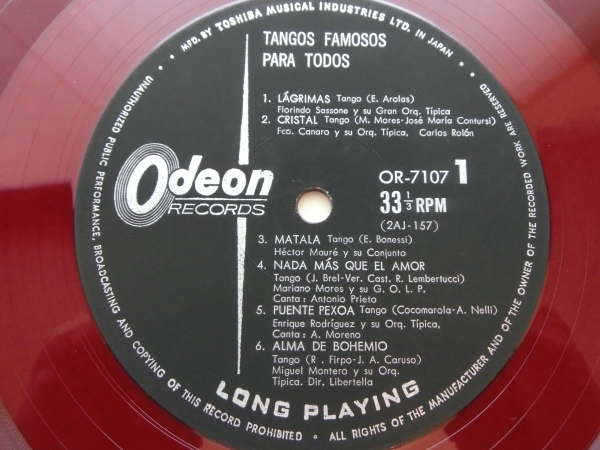 MFD. BY TOSHIBA MUSICAL INDUSTRIES LTD. IN JAPAN
TANGOS FAMOSOS
PARA TODOS
1. LÁGRIMAS Tango (E. Arolas)
Florindo Sassone y su Gran Orq. Típica
2. CRISTAL Tango (M. Mores-José María Contursi)
Fco. Canaro y su Orq. Típica, Carlos Rolón
Odeon
RECORDS
OR-7107 1
33 1/3 RPM
(2AJ-157)
3. MATALA Tango (E. Bonessi)
Héctor Mauré y su Conjunto
4. NADA MÁS QUE EL AMOR
Tango (J. Brel-Ver. Cast. R. Lembertucci)
Mariano Mores y su G. O. L. P.
Canta : Antonio Prieto
5. PUENTE PEXOA Tango (Cocomarola-A. Nelli)
Enrique Rodríguez y su Orq. Típica,
Canta : A. Moreno
6. ALMA DE BOHEMIO
Tango (R. Firpo-J. A. Caruso)
Miguel Montero y su Orq.
Típica. Dir. Libertella
LONG PLAYING
UNAUTHORIZED PUBLIC PERFORMANCE, BROADCASTING AND COPYING OF THIS RECORD PROHIBITED • ALL RIGHTS OF THE MANUFACTURER AND OF THE OWNER OF THE RECORDED WORK ARE RESERVED